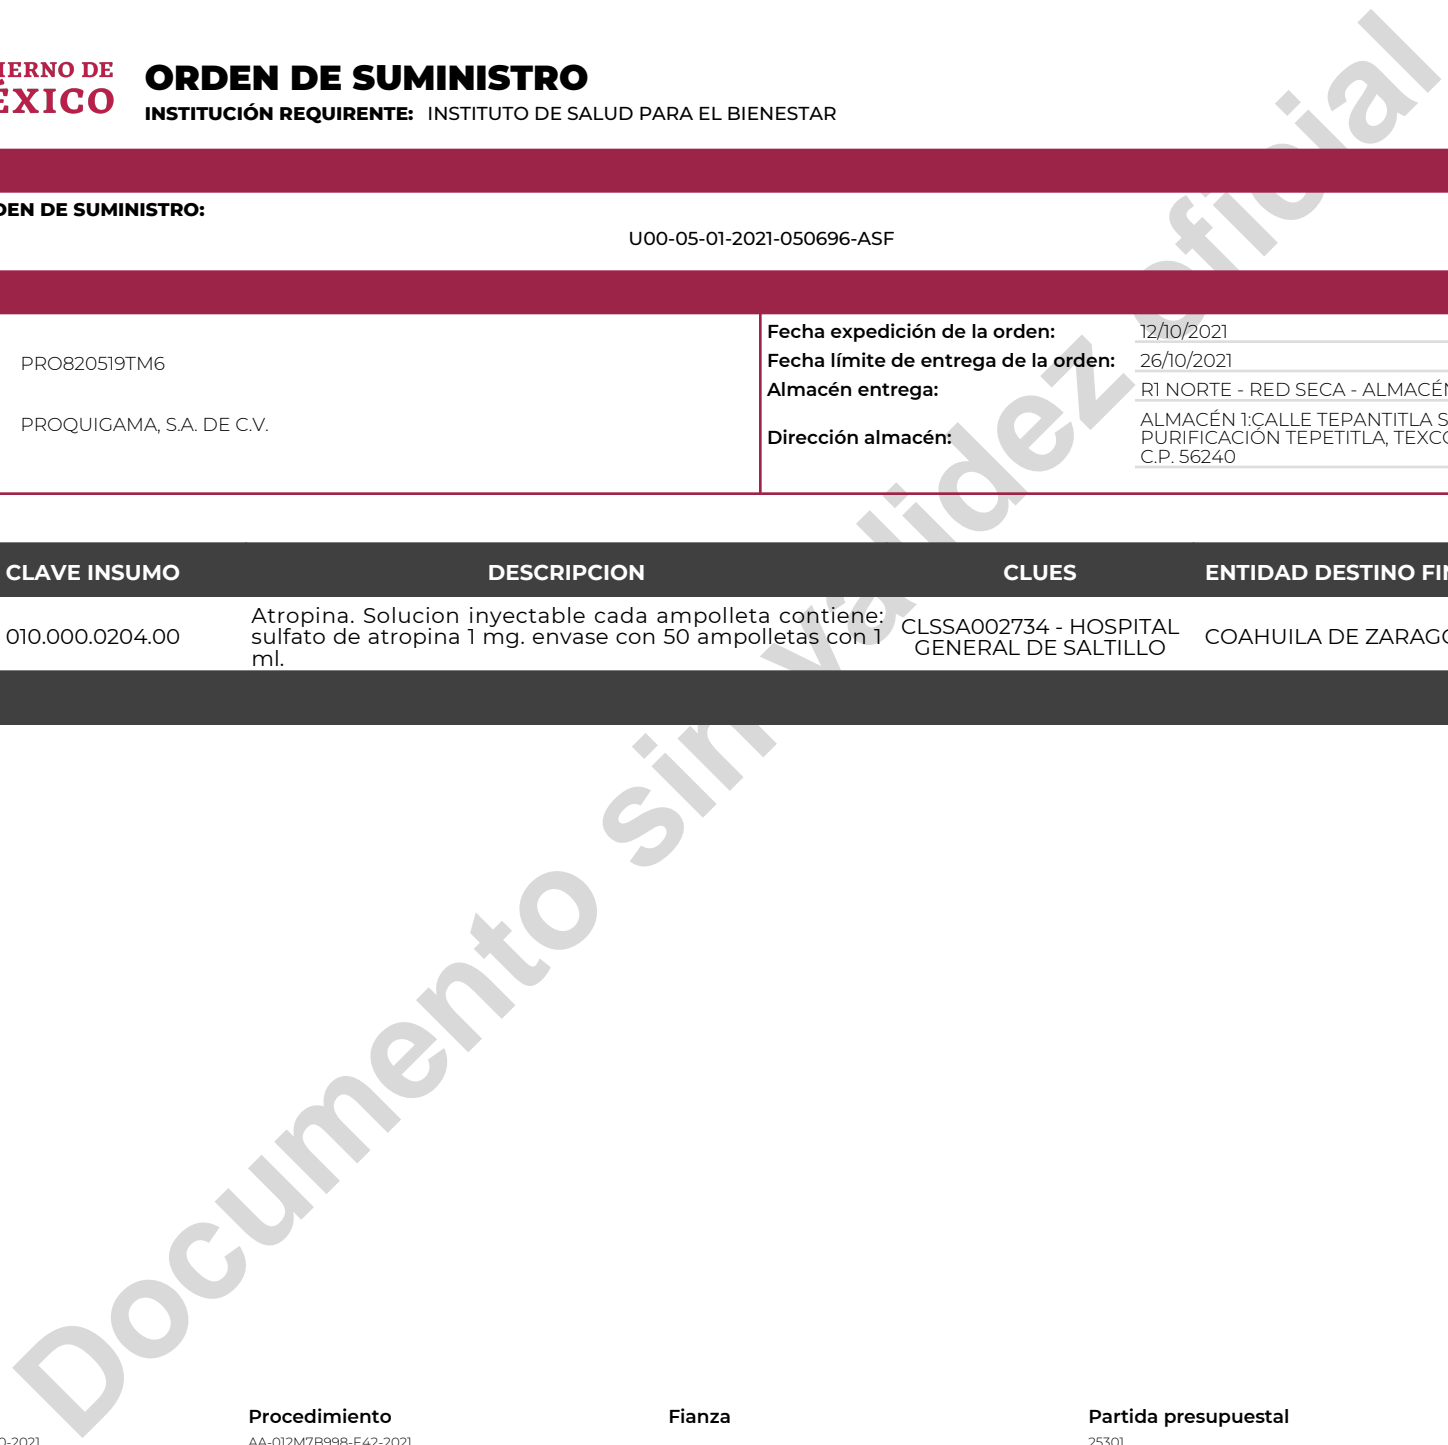 IERNO DE
ÉXICO
ORDEN DE SUMINISTRO
INSTITUCIÓN REQUIRENTE: INSTITUTO DE SALUD PARA EL BIENESTAR
DEN DE SUMINISTRO:
U00-05-01-2021-050696-ASF
PRO820519TM6
PROQUIGAMA, S.A. DE C.V.
Fecha expedición de la orden: 12/10/2021
Fecha límite de entrega de la orden: 26/10/2021
Almacén entrega: R1 NORTE - RED SECA - ALMACÉN
Dirección almacén:
ALMACÉN 1:CALLE TEPANTITLA S
PURIFICACIÓN TEPETITLA, TEXCO
C.P. 56240
CLAVE INSUMO DESCRIPCION CLUES ENTIDAD DESTINO FIN
010.000.0204.00
Atropina. Solucion inyectable cada ampolleta contiene:
sulfato de atropina 1 mg. envase con 50 ampolletas con 1
ml.
CLSSA002734 - HOSPITAL
GENERAL DE SALTILLO
COAHUILA DE ZARAGO
Documento sin validez oficial
Procedimiento Fianza Partida presupuestal
0-2021 AA-012M7B998-E42-2021 25301